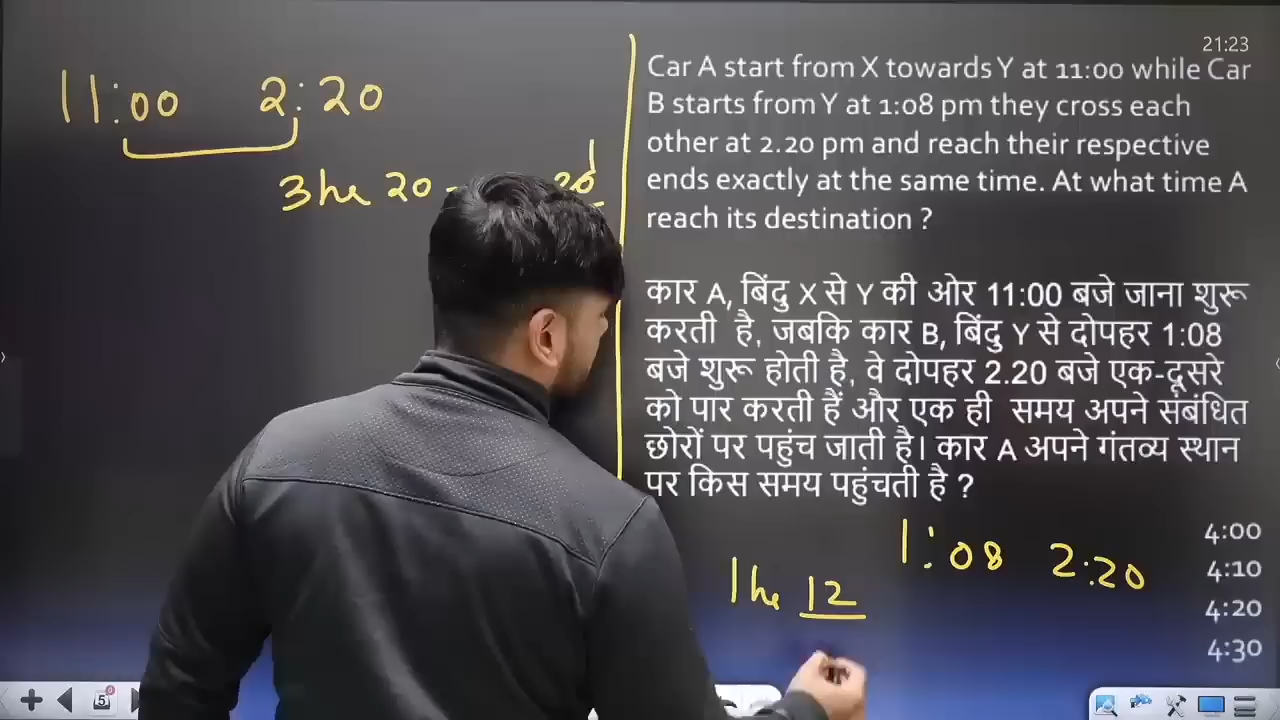 21:23
11:00 2:20
3 hr 20
Car A start from X towards Y at 11:00 while Car
B starts from Y at 1:08 pm they cross each
other at 2.20 pm and reach their respective
ends exactly at the same time. At what time A
reach its destination ?
कार A, बिंदु X से Y की ओर 11:00 बजे जाना शुरू
करती है, जबकि कार B, बिंदु Y से दोपहर 1:08
बजे शुरू होती है, वे दोपहर 2.20 बजे एक-दूसरे
को पार करती हैं और एक ही समय अपने संबंधित
छोरों पर पहुंच जाती है। कार A अपने गंतव्य स्थान
पर किस समय पहुंचती है ?
1:08 2:20
1 hr 12
4:00
4:10
4:20
4:30